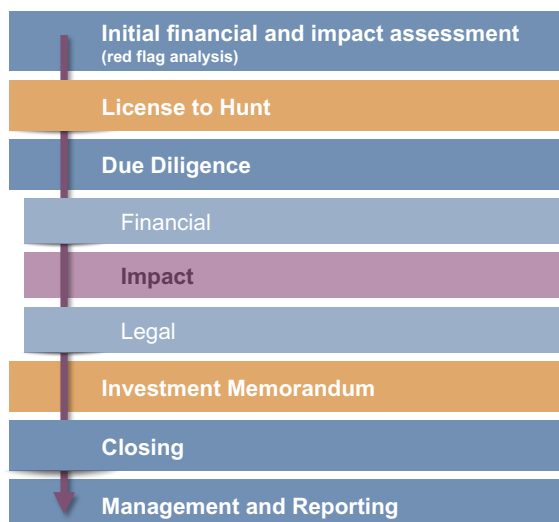 Initial financial and impact assessment
(red flag analysis)
License to Hunt
Due Diligence
Financial
Impact
Legal
Investment Memorandum
Closing
Management and Reporting